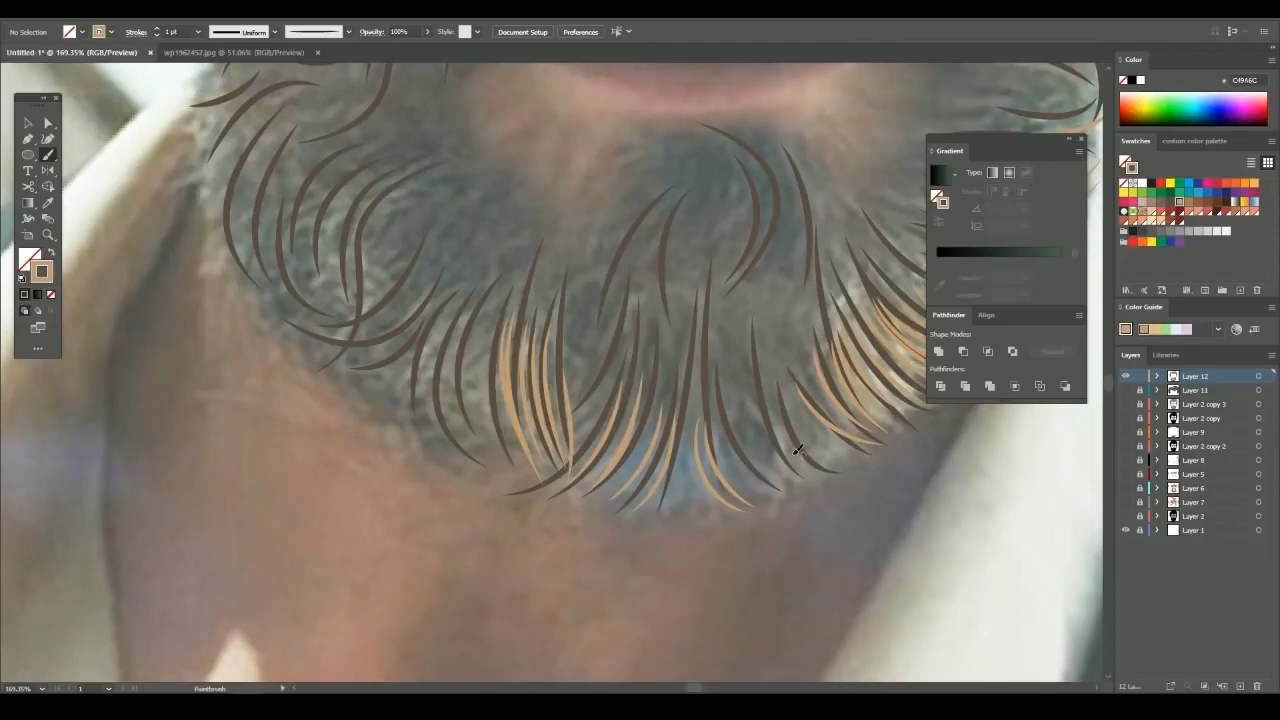 No Selection Stroke: 1 pt Uniform Opacity: 100% Style: Document Setup Preferences
Untitled-1* @ 169.35% (RGB/Preview) × wp1962452.jpg @ 51.06% (RGB/Preview) ×
Color
C49A6C
Swatches custom color palette
Gradient
Type:
Pathfinder Align
Shape Modes:
Pathfinders:
Color Guide
Layers Libraries
Layer 12
Layer 11
Layer 2 copy 3
Layer 2 copy
Layer 9
Layer 2 copy 2
Layer 8
Layer 5
Layer 6
Layer 7
Layer 2
Layer 1
12 La...
169.35% 1 Paintbrush